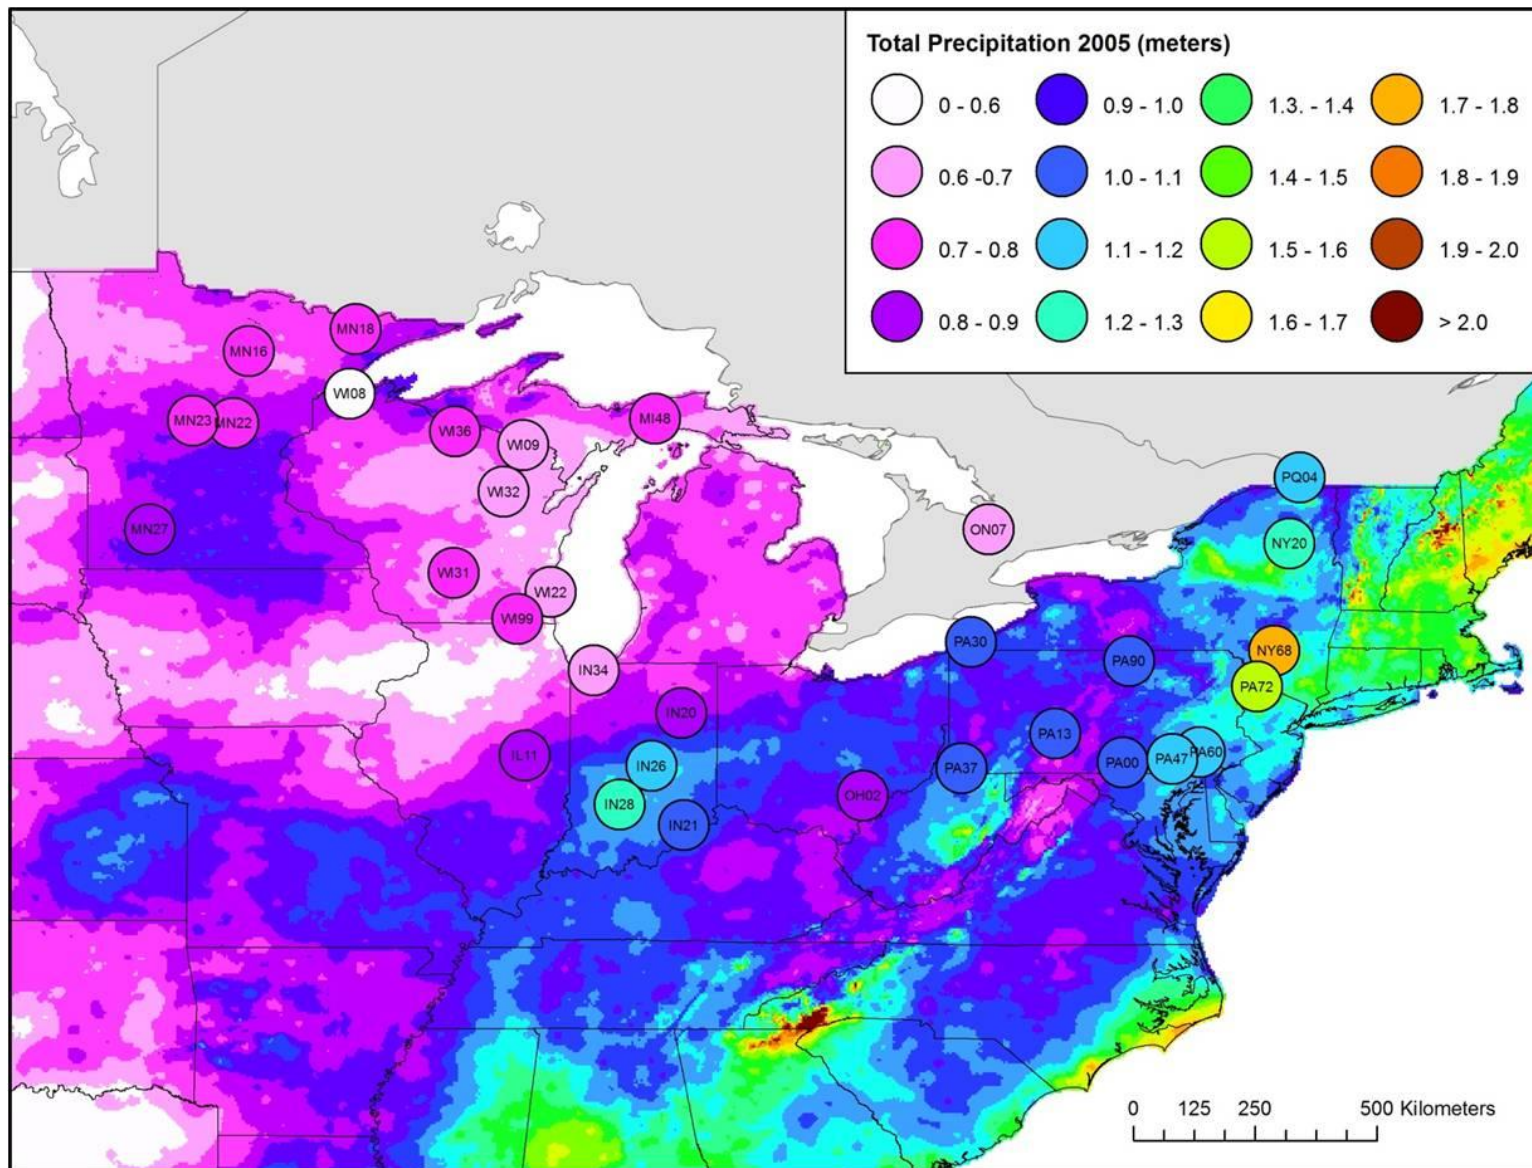 Total Precipitation 2005 (meters)
0 - 0.6
0.9 - 1.0
1.3. - 1.4
1.7 - 1.8
0.6 -0.7
1.0 - 1.1
1.4 - 1.5
1.8 - 1.9
0.7 - 0.8
1.1 - 1.2
1.5 - 1.6
1.9 - 2.0
0.8 - 0.9
1.2 - 1.3
1.6 - 1.7
> 2.0
MN18
MN16
WI08
MN23
MN22
WI36
WI09
MI48
WI32
PQ04
MN27
ON07
NY20
WI31
WI22
WI99
PA30
NY68
PA90
IN34
PA72
IN20
PA13
IL11
IN26
PA37
PA00
PA47
PA60
OH02
IN28
IN21
0 125 250 500 Kilometers